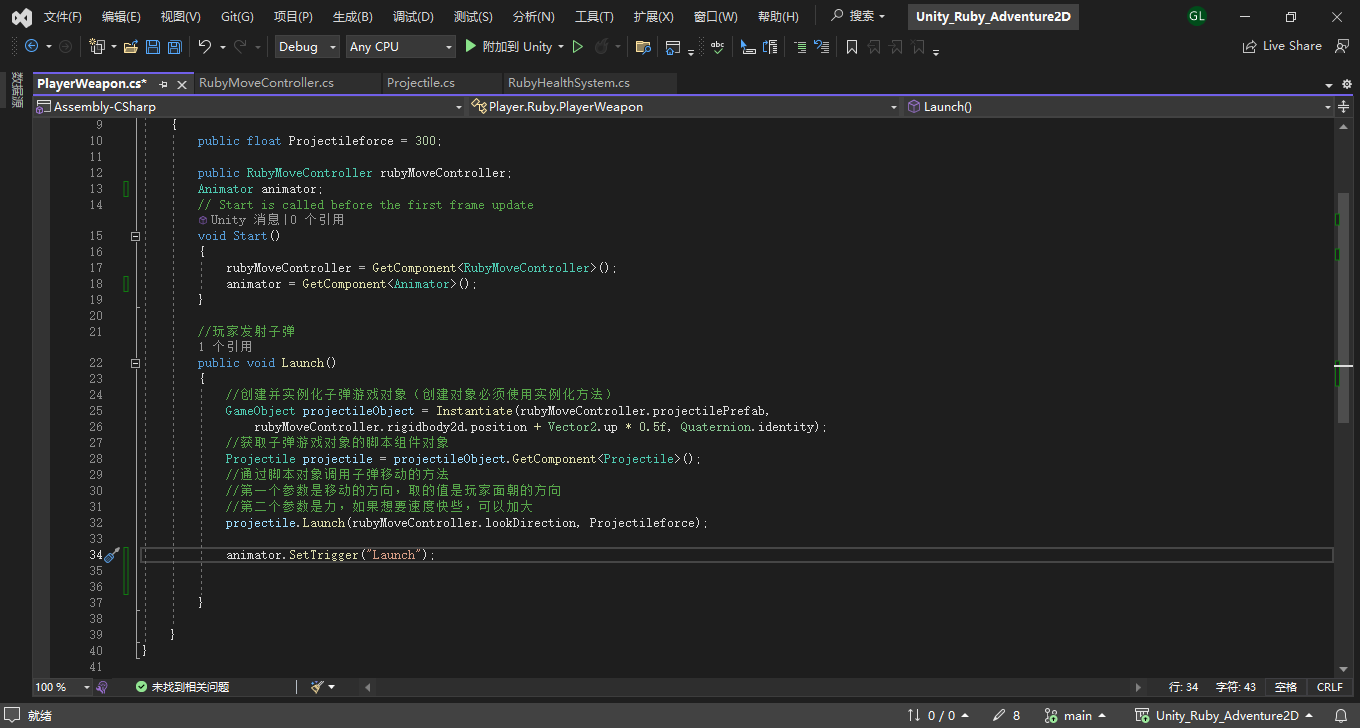 文件(F) 编辑(E) 视图(V) Git(G) 项目(P) 生成(B) 调试(D) 测试(S) 分析(N) 工具(T) 扩展(X) 窗口(W) 帮助(H) 搜索 Unity_Ruby_Adventure2D GL
Debug Any CPU 附加到 Unity abc Live Share
数据源
PlayerWeapon.cs* RubyMoveController.cs Projectile.cs RubyHealthSystem.cs
Assembly-CSharp Player.Ruby.PlayerWeapon Launch()
9 {
10 public float Projectileforce = 300;
11
12 public RubyMoveController rubyMoveController;
13 Animator animator;
14 // Start is called before the first frame update
Unity 消息|0 个引用
15 void Start()
16 {
17 rubyMoveController = GetComponent<RubyMoveController>();
18 animator = GetComponent<Animator>();
19 }
20
21 //玩家发射子弹
1 个引用
22 public void Launch()
23 {
24 //创建并实例化子弹游戏对象（创建对象必须使用实例化方法）
25 GameObject projectileObject = Instantiate(rubyMoveController.projectilePrefab,
26 rubyMoveController.rigidbody2d.position + Vector2.up * 0.5f, Quaternion.identity);
27 //获取子弹游戏对象的脚本组件对象
28 Projectile projectile = projectileObject.GetComponent<Projectile>();
29 //通过脚本对象调用子弹移动的方法
30 //第一个参数是移动的方向，取的值是玩家面朝的方向
31 //第二个参数是力，如果想要速度快些，可以加大
32 projectile.Launch(rubyMoveController.lookDirection, Projectileforce);
33
34 animator.SetTrigger("Launch");
35
36
37 }
38
39 }
40 }
41
100 % 未找到相关问题 行: 34 字符: 43 空格 CRLF
就绪 0 / 0 8 main Unity_Ruby_Adventure2D